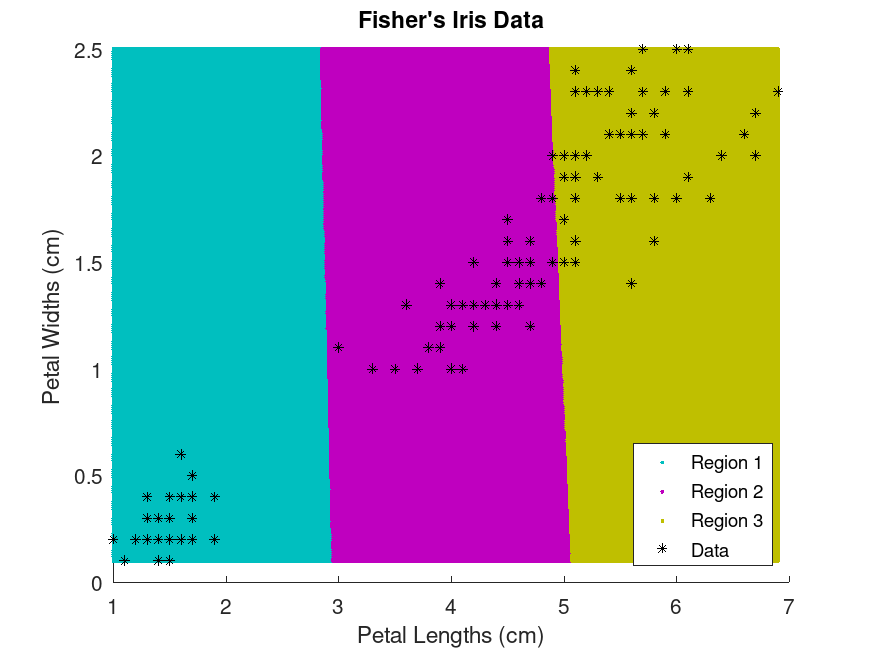 Fisher's Iris Data
2.5
2
1.5
1
0.5
0
Petal Widths (cm)
1 2 3 4 5 6 7
Petal Lengths (cm)
Region 1
Region 2
Region 3
Data